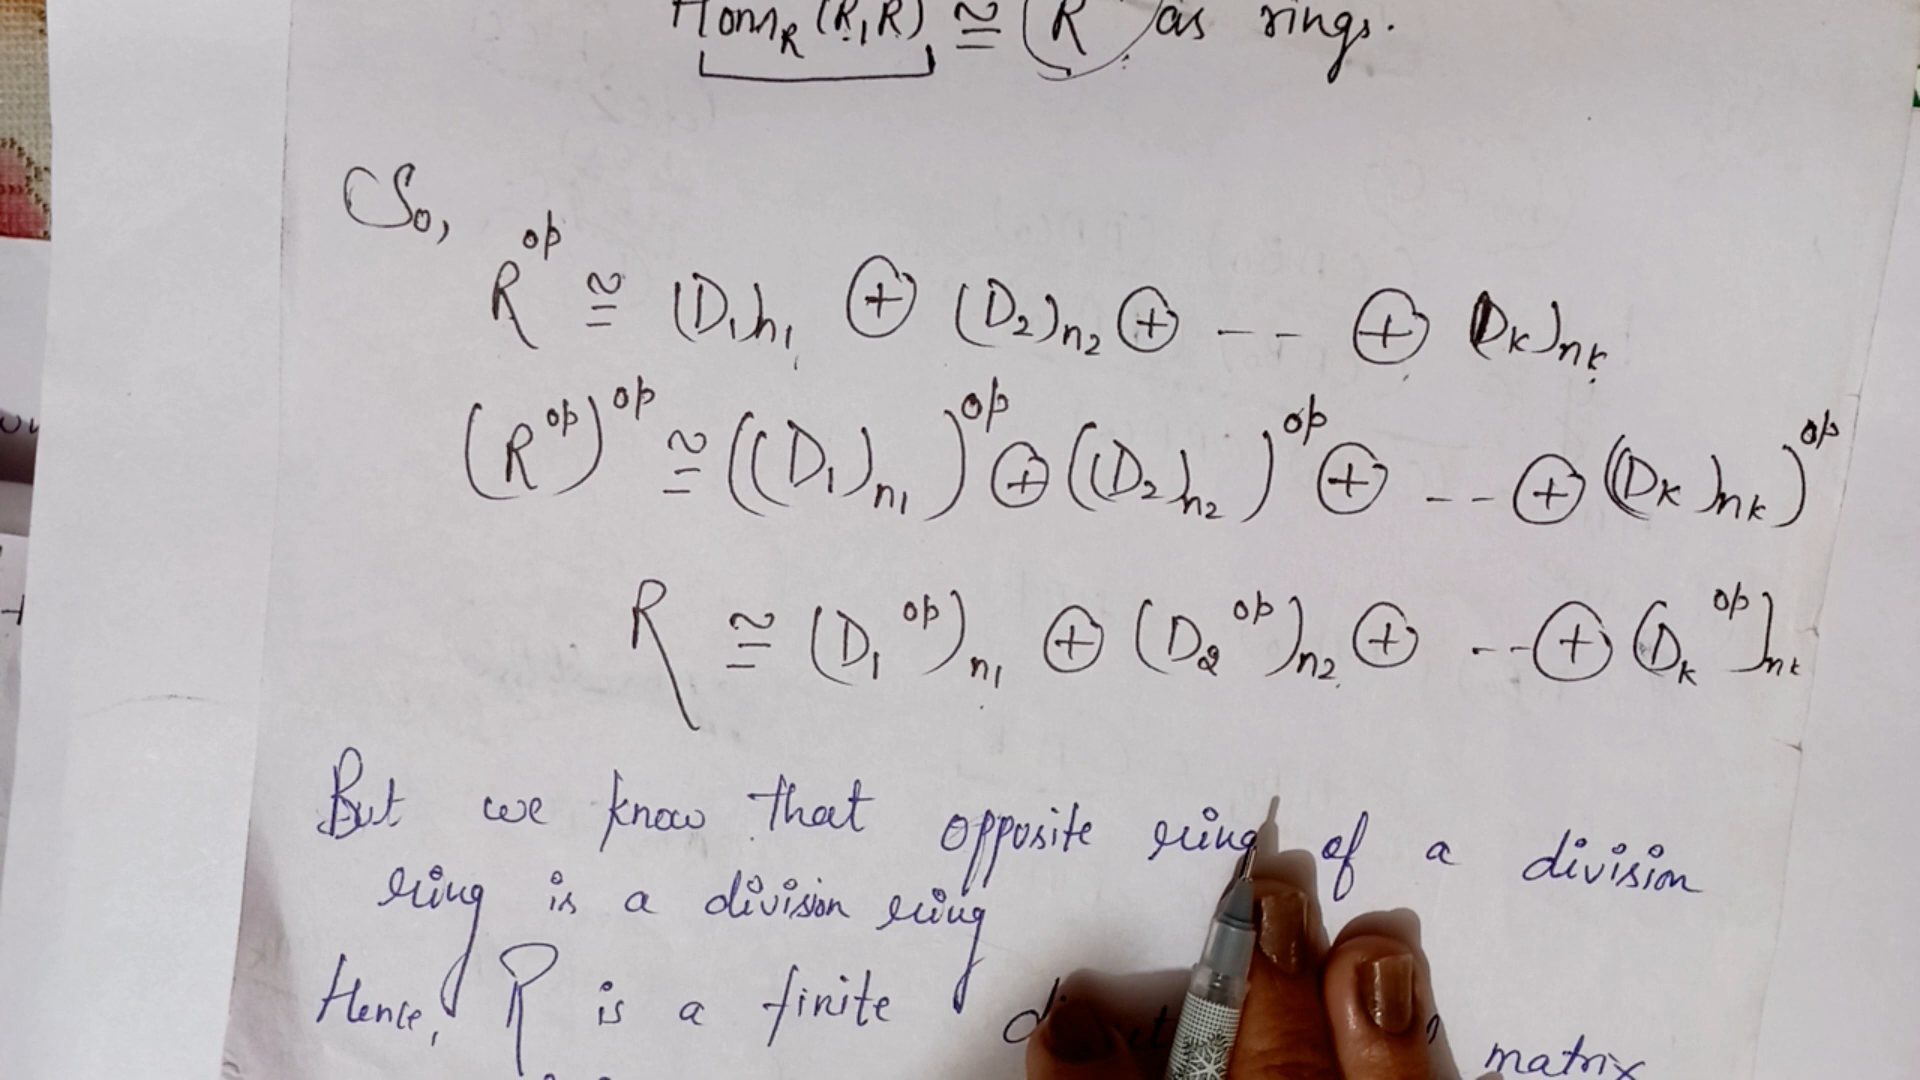 Hom_R (R, R) ≅ (R) as rings.
So,
R^op ≅ (D_1)_{n_1} ⊕ (D_2)_{n_2} ⊕ -- ⊕ D_k)_{n_k}
(R^op)^op ≅ ((D_1)_{n_1})^op ⊕ ((D_2)_{n_2})^op ⊕ -- ⊕ ((D_k)_{n_k})^op
R ≅ (D_1^op)_{n_1} ⊕ (D_2^op)_{n_2} ⊕ -- ⊕ (D_k^op)_{n_k}
But we know that opposite ring of a division
ring is a division ring
Hence, R is a finite matrix